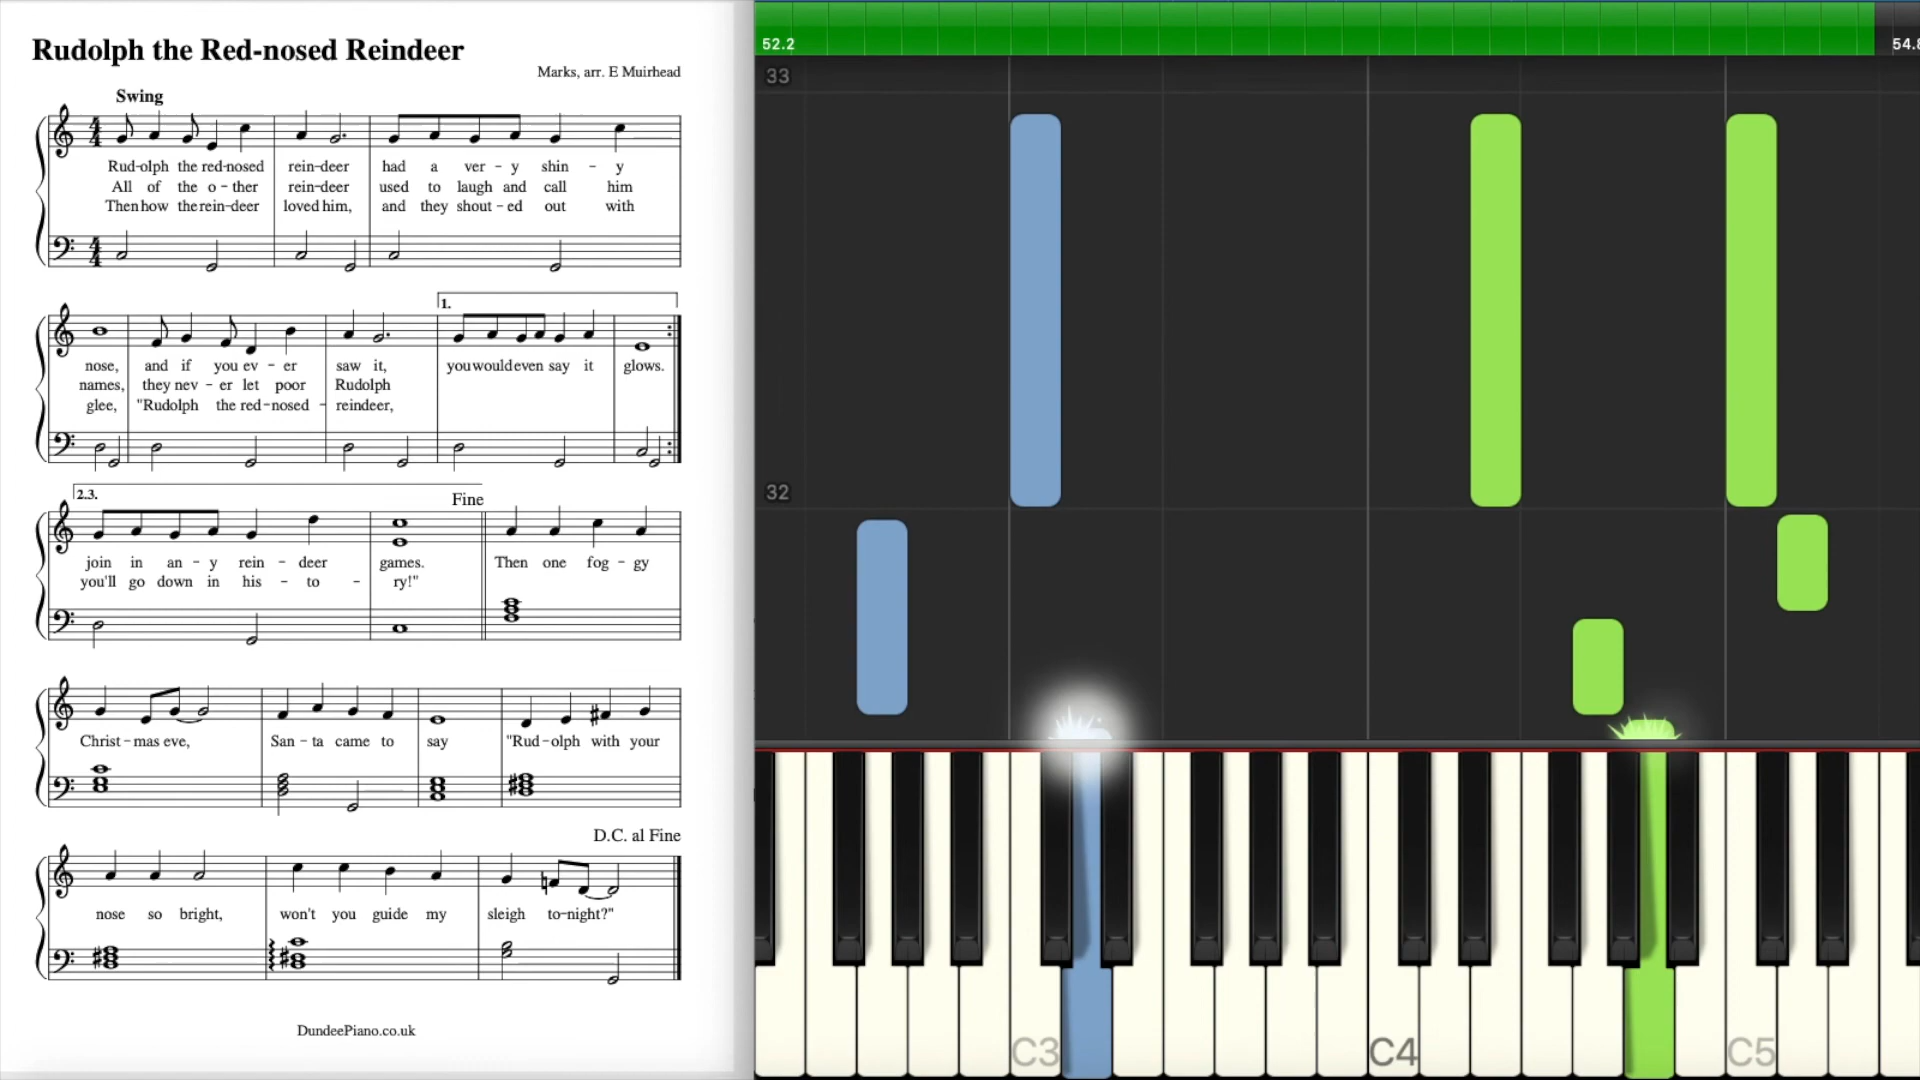 Rudolph the Red-nosed Reindeer
Marks, arr. E Muirhead
Swing
Rud-olph the red-nosed rein-deer had a ver - y shin - y
All of the o - ther rein-deer used to laugh and call him
Then how the rein-deer loved him, and they shout - ed out with
1.
nose, and if you ev - er saw it, you would even say it glows.
names, they nev - er let poor Rudolph
glee, "Rudolph the red - nosed - reindeer,
2.3.
Fine
join in an - y rein - deer games. Then one fog - gy
you'll go down in his - to - ry!"
Christ - mas eve, San - ta came to say "Rud - olph with your
D.C. al Fine
nose so bright, won't you guide my sleigh to-night?"
DundeePiano.co.uk
52.2
54.8
33
32
C3
C4
C5